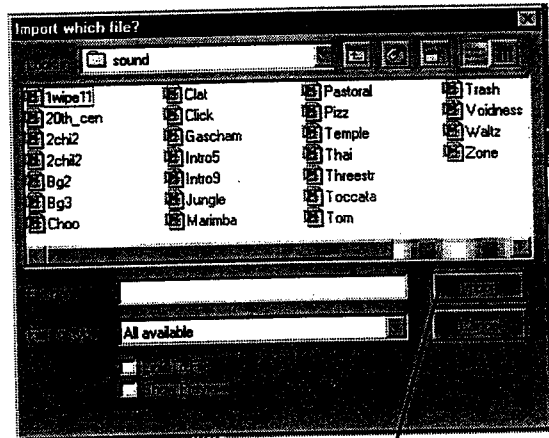 Import which file?
sound
1wipe11
20th_cen
2chi2
2chil2
Bg2
Bg3
Choo
Clat
Click
Gascham
Intro5
Intro9
Jungle
Marimba
Pastoral
Pizz
Temple
Thai
Threestr
Toccata
Tom
Trash
Voidness
Waltz
Zone
All available